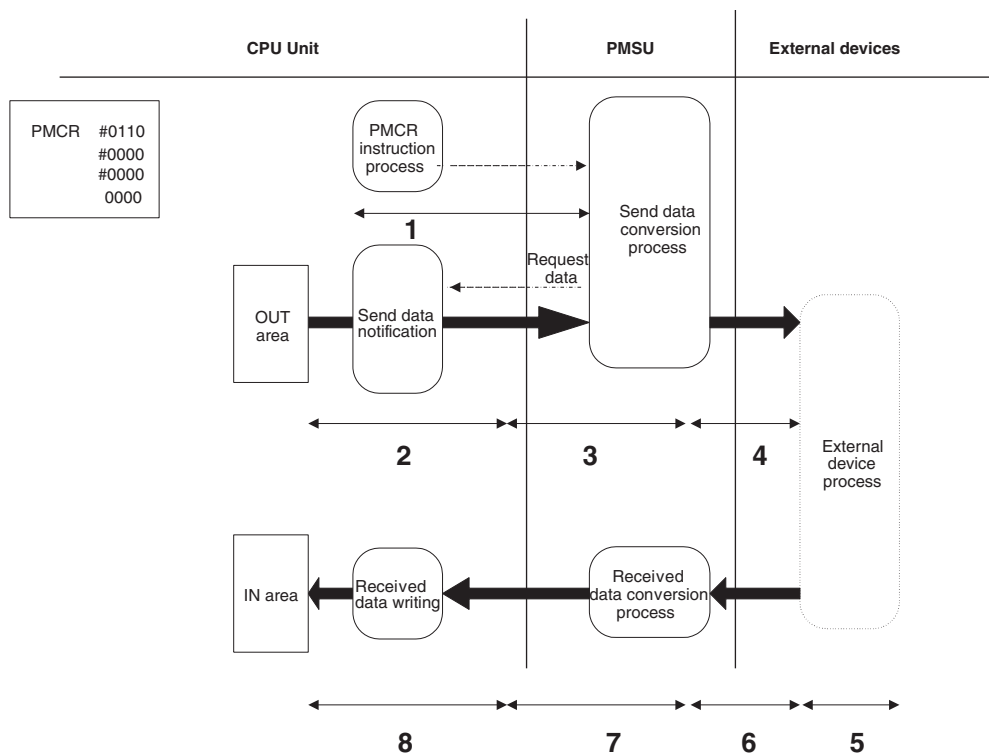 CPU Unit
PMSU
External devices
PMCR #0110
#0000
#0000
0000
PMCR
instruction
process
Send data
conversion
process
1
Request
data
OUT
area
Send data
notification
2
3
4
External
device
process
IN area
Received
data writing
Received
data conversion
process
8
7
6
5